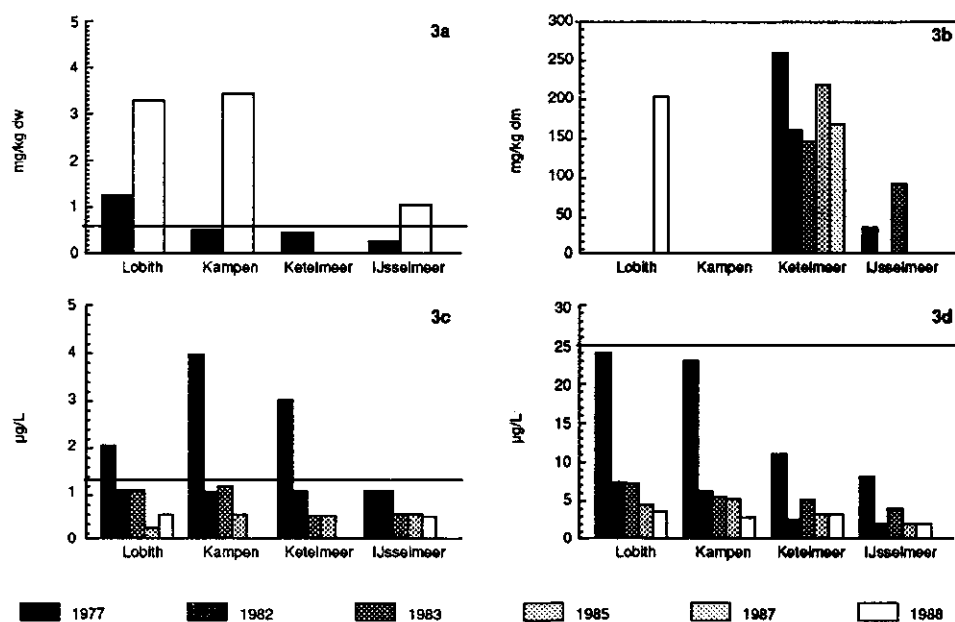 3a
mg/kg dw
5
4
3
2
1
0
Lobith Kampen Ketelmeer IJsselmeer
3b
mg/kg dm
300
250
200
150
100
50
0
Lobith Kampen Ketelmeer IJsselmeer
3c
µg/L
5
4
3
2
1
0
Lobith Kampen Ketelmeer IJsselmeer
3d
µg/L
30
25
20
15
10
5
0
Lobith Kampen Ketelmeer IJsselmeer
1977 1982 1983 1985 1987 1988